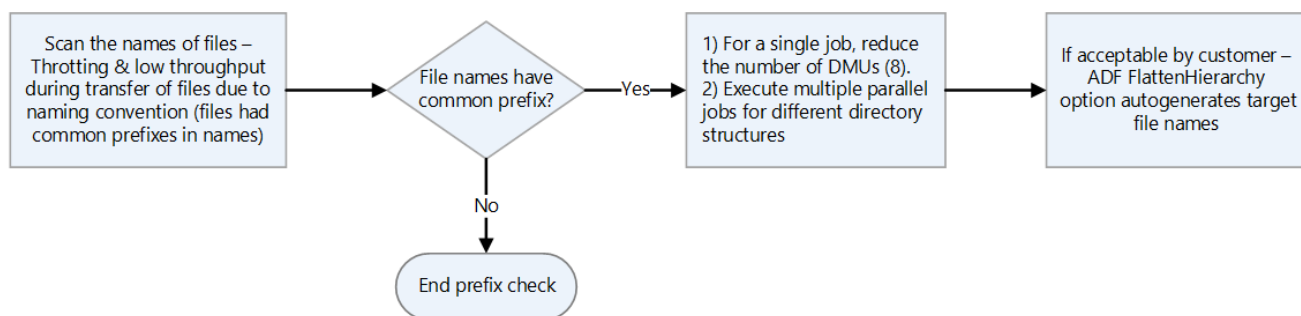 Scan the names of files –
Throtting & low throughput
during transfer of files due to
naming convention (files had
common prefixes in names)
File names have
common prefix?
Yes
1) For a single job, reduce
the number of DMUs (8).
2) Execute multiple parallel
jobs for different directory
structures
If acceptable by customer –
ADF FlattenHierarchy
option autogenerates target
file names
No
End prefix check